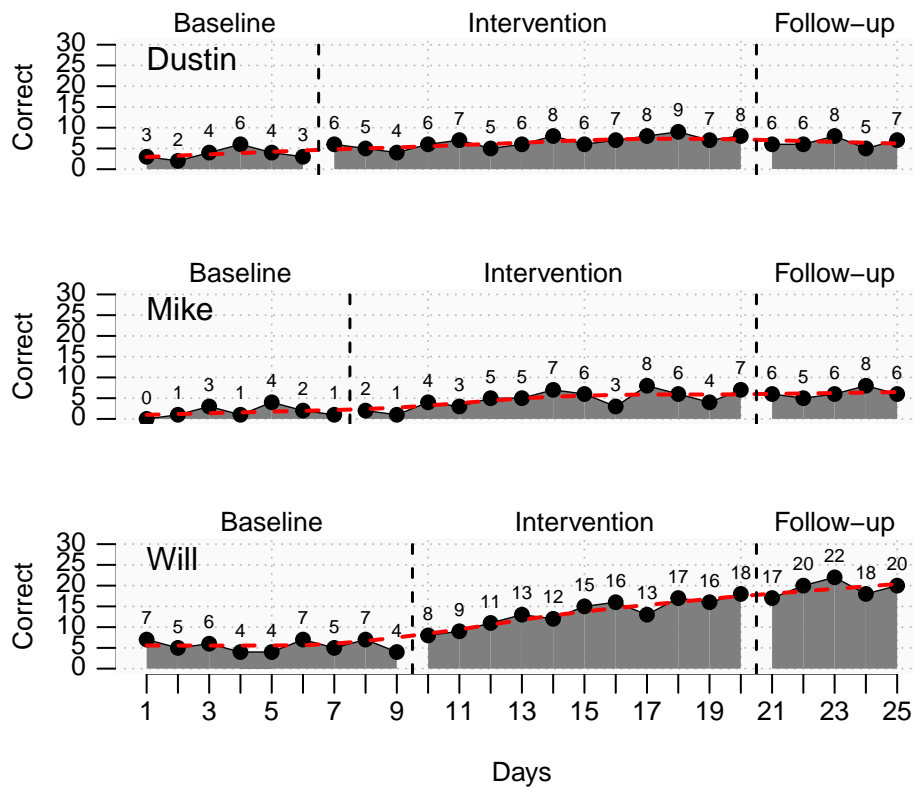 Baseline Intervention Follow−up
Dustin
Correct
30
25
20
15
10
5
0
3 2 4 6 4 3 6 5 4 6 7 5 6 8 6 7 8 9 7 8 6 6 8 5 7
Baseline Intervention Follow−up
Mike
Correct
30
25
20
15
10
5
0
0 1 3 1 4 2 1 2 1 4 3 5 5 7 6 3 8 6 4 7 6 5 6 8 6
Baseline Intervention Follow−up
Will
Correct
30
25
20
15
10
5
0
7 5 6 4 4 7 5 7 4 8 9 11 13 12 15 16 13 17 16 18 17 20 22 18 20
1 3 5 7 9 11 13 15 17 19 21 23 25
Days